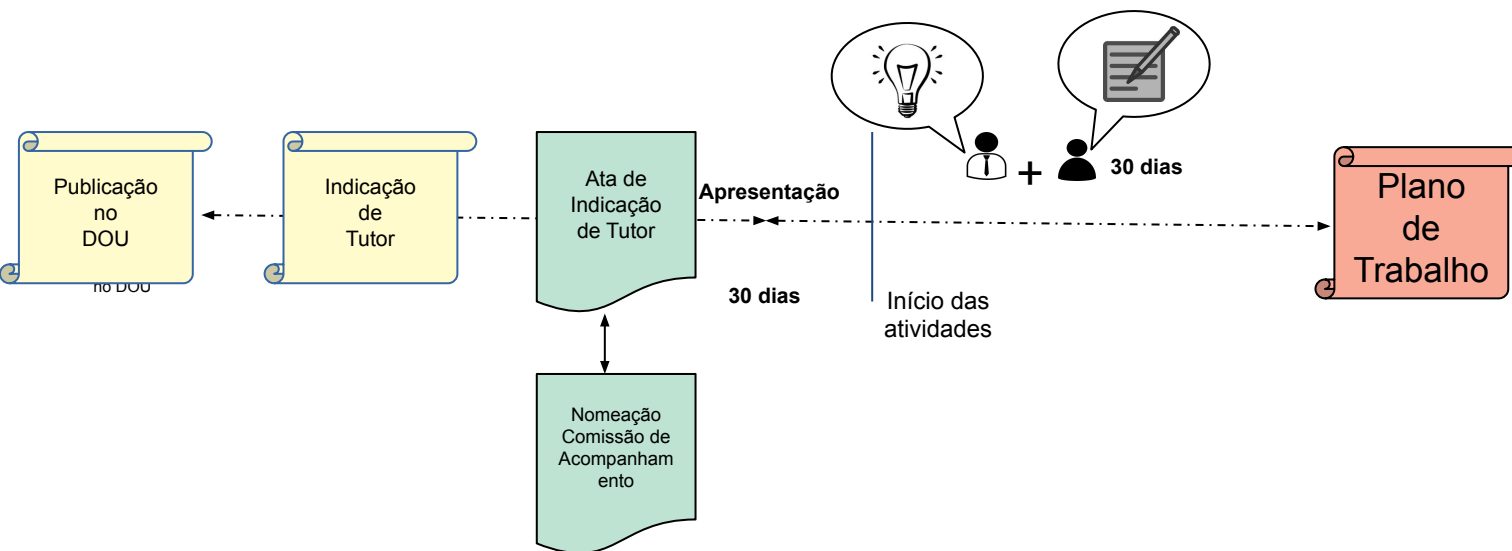 Publicação
no
DOU
no DOU
Indicação
de
Tutor
Ata de
Indicação
de Tutor
Apresentação
30 dias
Início das
atividades
+
30 dias
Plano
de
Trabalho
Nomeação
Comissão de
Acompanham
ento